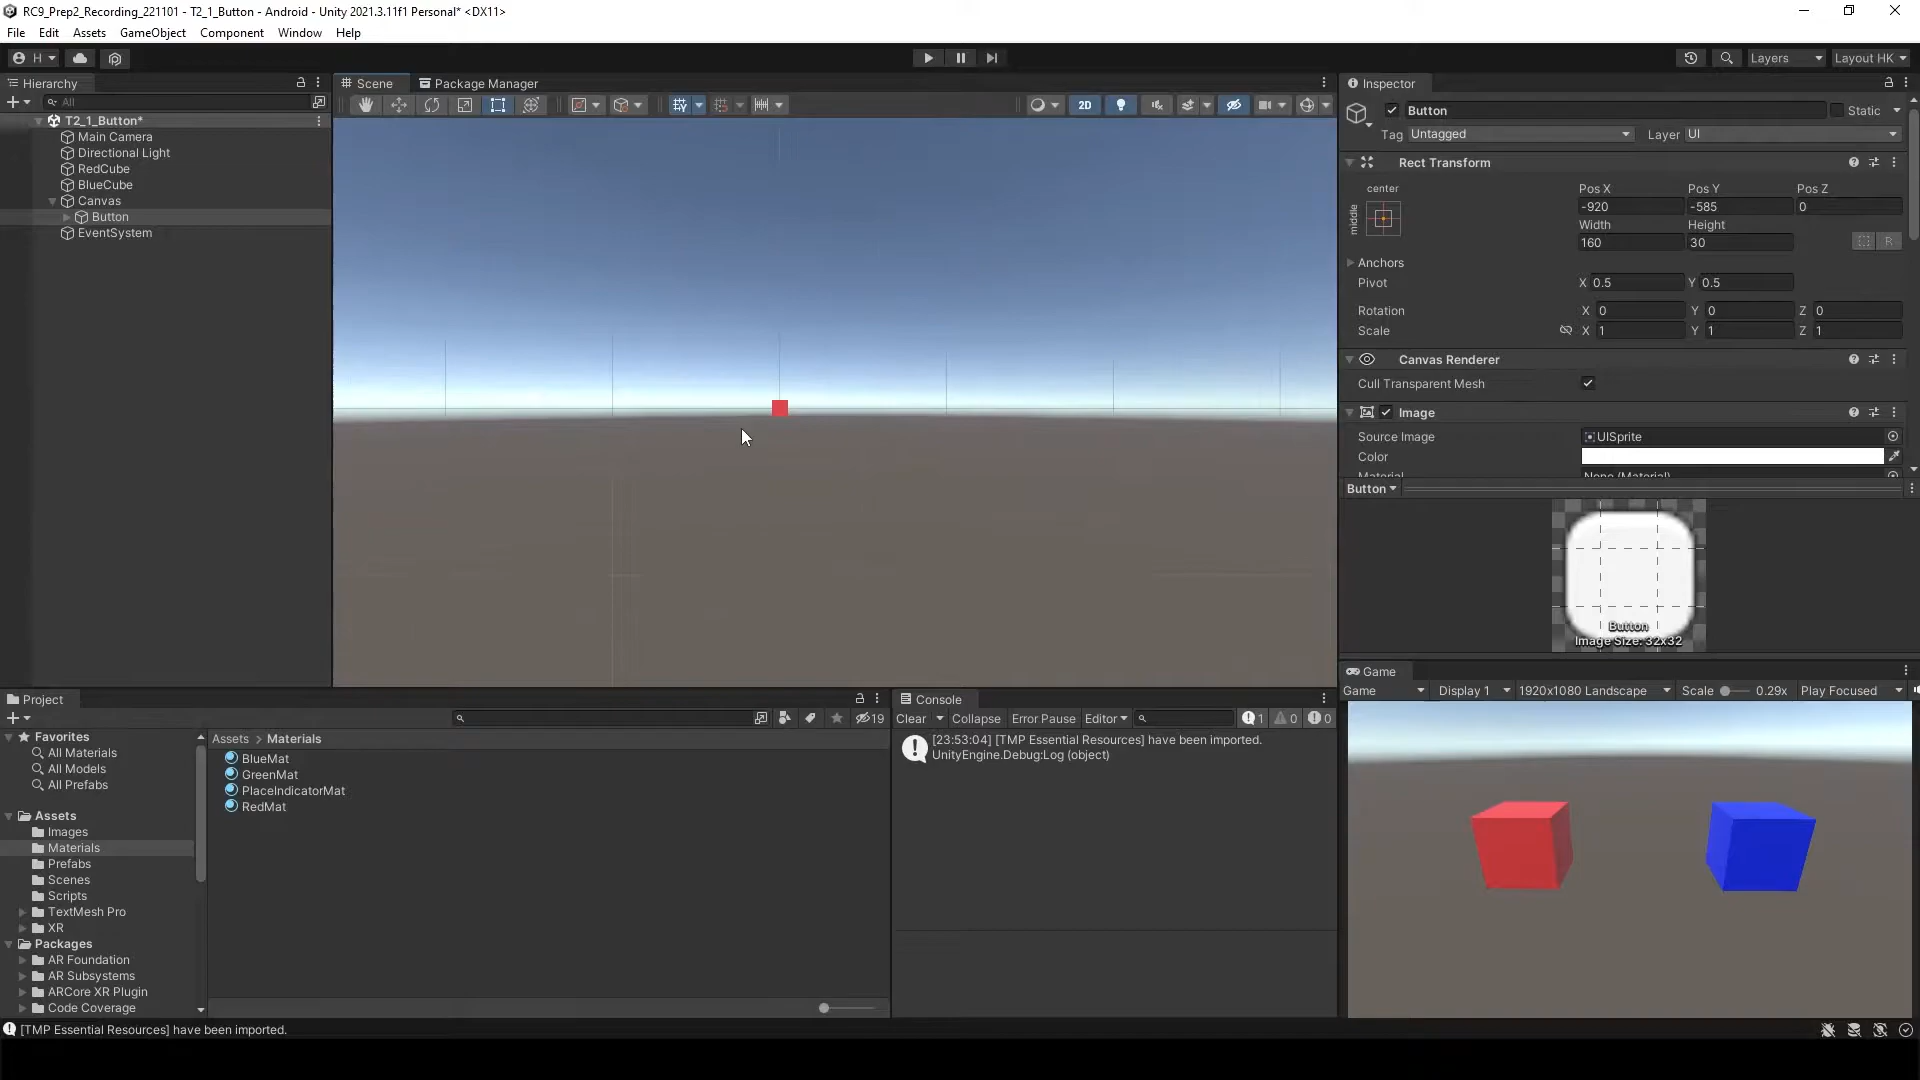 RC9_Prep2_Recording_221101 - T2_1_Button - Android - Unity 2021.3.11f1 Personal* <DX11>
File Edit Assets GameObject Component Window Help
H
Layers
Layout HK
Hierarchy
All
T2_1_Button*
Main Camera
Directional Light
RedCube
BlueCube
Canvas
Button
EventSystem
Scene
Package Manager
2D
Inspector
Button
Static
Tag Untagged Layer UI
Rect Transform
center
middle
Pos X Pos Y Pos Z
-920 -585 0
Width Height
160 30
R
Anchors
Pivot X 0.5 Y 0.5
Rotation X 0 Y 0 Z 0
Scale X 1 Y 1 Z 1
Canvas Renderer
Cull Transparent Mesh
Image
Source Image UISprite
Color
Material None (Material)
Button
Button
Image Size: 32x32
Game
Game Display 1 1920x1080 Landscape Scale 0.29x Play Focused
Project
19
Favorites
All Materials
All Models
All Prefabs
Assets
Images
Materials
Prefabs
Scenes
Scripts
TextMesh Pro
XR
Packages
AR Foundation
AR Subsystems
ARCore XR Plugin
Code Coverage
Assets > Materials
BlueMat
GreenMat
PlaceIndicatorMat
RedMat
Console
Clear Collapse Error Pause Editor 1 0 0
[23:53:04] [TMP Essential Resources] have been imported.
UnityEngine.Debug:Log (object)
[TMP Essential Resources] have been imported.